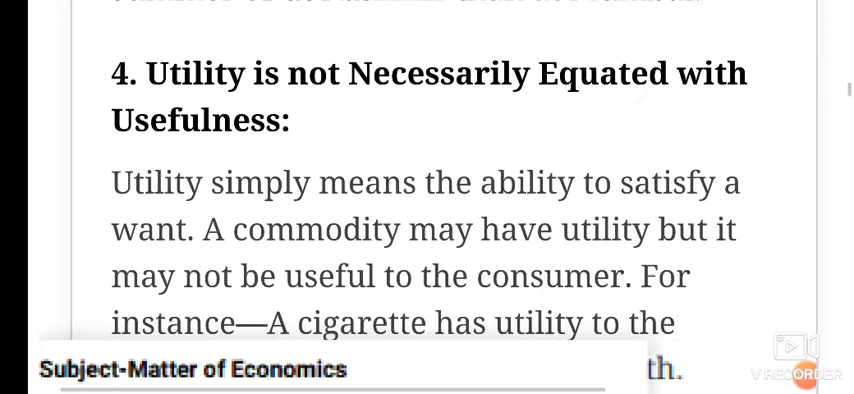 4. Utility is not Necessarily Equated with
Usefulness:
Utility simply means the ability to satisfy a
want. A commodity may have utility but it
may not be useful to the consumer. For
instance—A cigarette has utility to the
th.
Subject-Matter of Economics
V RECORDER